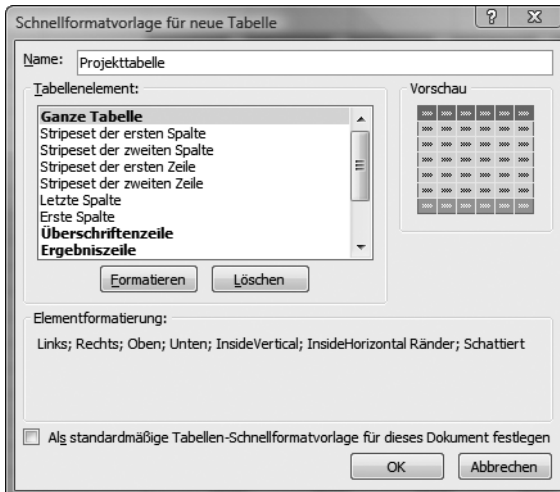 Schnellformatvorlage für neue Tabelle
Name: Projekttabelle
Tabellenelement:
Vorschau
Ganze Tabelle
Stripeset der ersten Spalte
Stripeset der zweiten Spalte
Stripeset der ersten Zeile
Stripeset der zweiten Zeile
Letzte Spalte
Erste Spalte
Überschriftenzeile
Ergebniszeile
Formatieren Löschen
Elementformatierung:
Links; Rechts; Oben; Unten; InsideVertical; InsideHorizontal Ränder; Schattiert
Als standardmäßige Tabellen-Schnellformatvorlage für dieses Dokument festlegen
OK Abbrechen